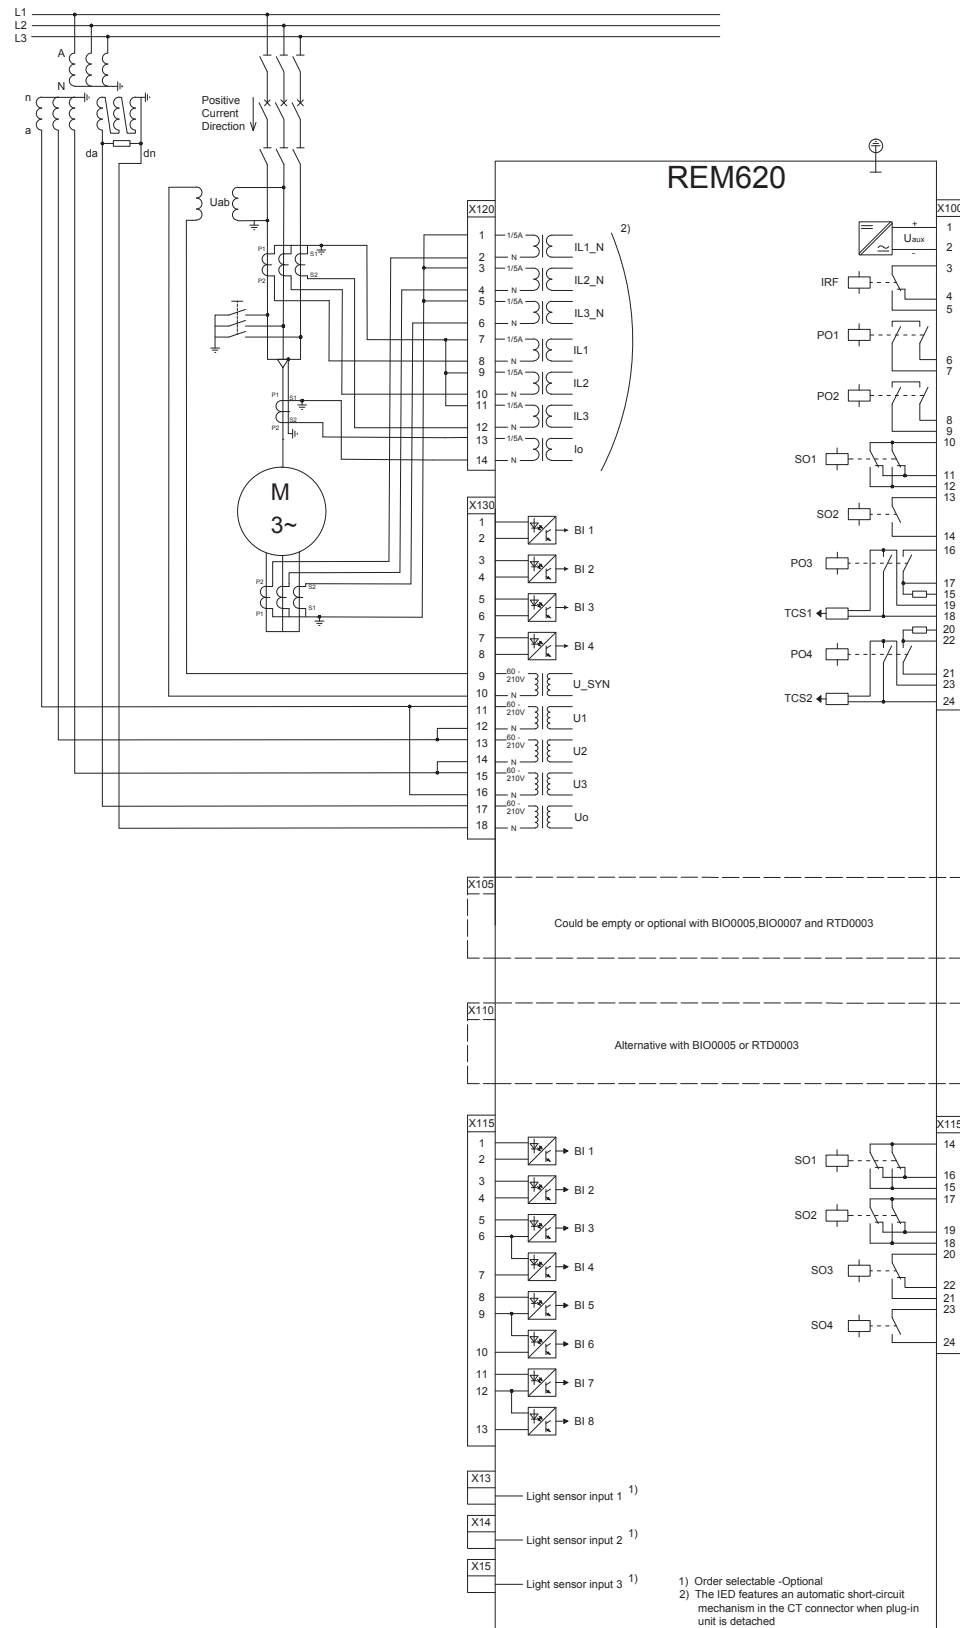 L1
L2
L3
A
N
n
a
da
dn
Positive
Current
Direction
Uab
P1
P2
S1
S2
P1
P2
S1
S2
M
3~
P2
P1
S2
S1
REM620
2)
X120
1 1/5A
2 N
IL1_N
3 1/5A
4 N
IL2_N
5 1/5A
6 N
IL3_N
7 1/5A
8 N
IL1
9 1/5A
10 N
IL2
11 1/5A
12 N
IL3
13 1/5A
14 N
Io
X130
1
2
BI 1
3
4
BI 2
5
6
BI 3
7
8
BI 4
9 60 -
210V
10 N
U_SYN
11 60 -
210V
12 N
U1
13 60 -
210V
14 N
U2
15 60 -
210V
16 N
U3
17 60 -
210V
18 N
Uo
X100
Uaux
+
-
1
2
IRF
3
4
5
PO1
6
7
PO2
8
9
SO1
10
11
12
SO2
13
14
PO3
16
17
15
19
18
TCS1
20
22
PO4
21
23
24
TCS2
X105
Could be empty or optional with BIO0005,BIO0007 and RTD0003
X110
Alternative with BIO0005 or RTD0003
X115
1
2
BI 1
3
4
BI 2
5
6
BI 3
BI 4
7
8
9
BI 5
BI 6
10
11
12
BI 7
BI 8
13
X115
14
SO1
16
15
17
SO2
19
18
20
SO3
22
21
23
SO4
24
X13
Light sensor input 1 1)
X14
Light sensor input 2 1)
X15
Light sensor input 3 1)
1) Order selectable -Optional
2) The IED features an automatic short-circuit
mechanism in the CT connector when plug-in
unit is detached